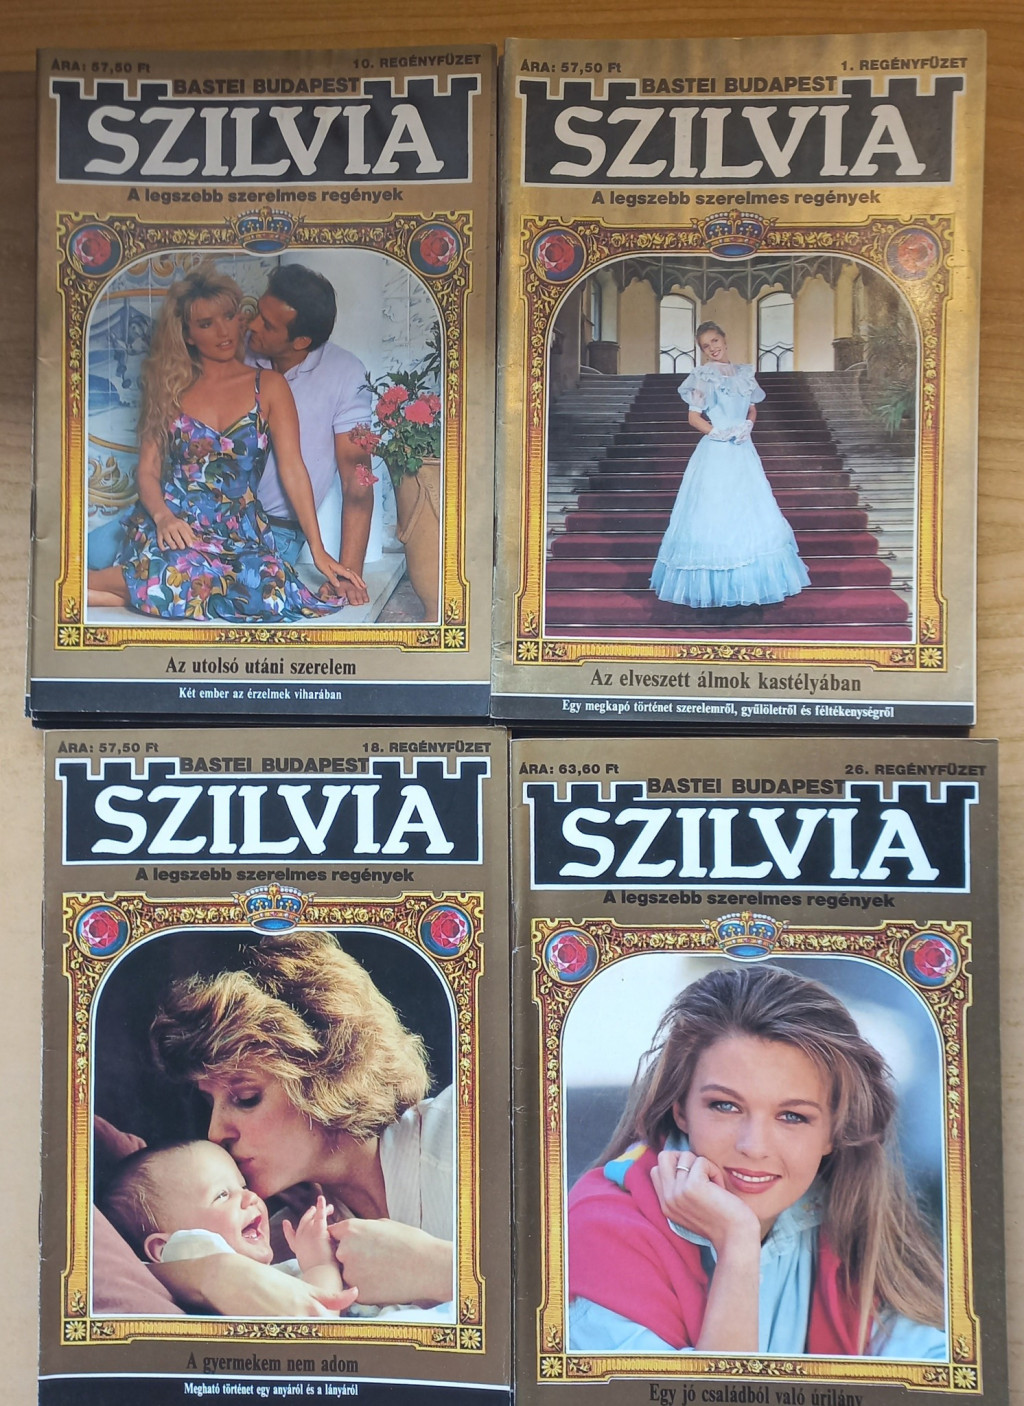 ÁRA: 57,50 Ft
10. REGÉNYFÜZET
BASTEI BUDAPEST
SZILVIA
A legszebb szerelmes regények
Az utolsó utáni szerelem
Két ember az érzelmek viharában
ÁRA: 57,50 Ft
1. REGÉNYFÜZET
BASTEI BUDAPEST
SZILVIA
A legszebb szerelmes regények
Az elveszett álmok kastélyában
Egy megkapó történet szerelemről, gyűlöletről és féltékenységről
ÁRA: 57,50 Ft
18. REGÉNYFÜZET
BASTEI BUDAPEST
SZILVIA
A legszebb szerelmes regények
A gyermekem nem adom
Megható történet egy anyáról és a lányáról
ÁRA: 63,60 Ft
26. REGÉNYFÜZET
BASTEI BUDAPEST
SZILVIA
A legszebb szerelmes regények
Egy jó családból való úrilány